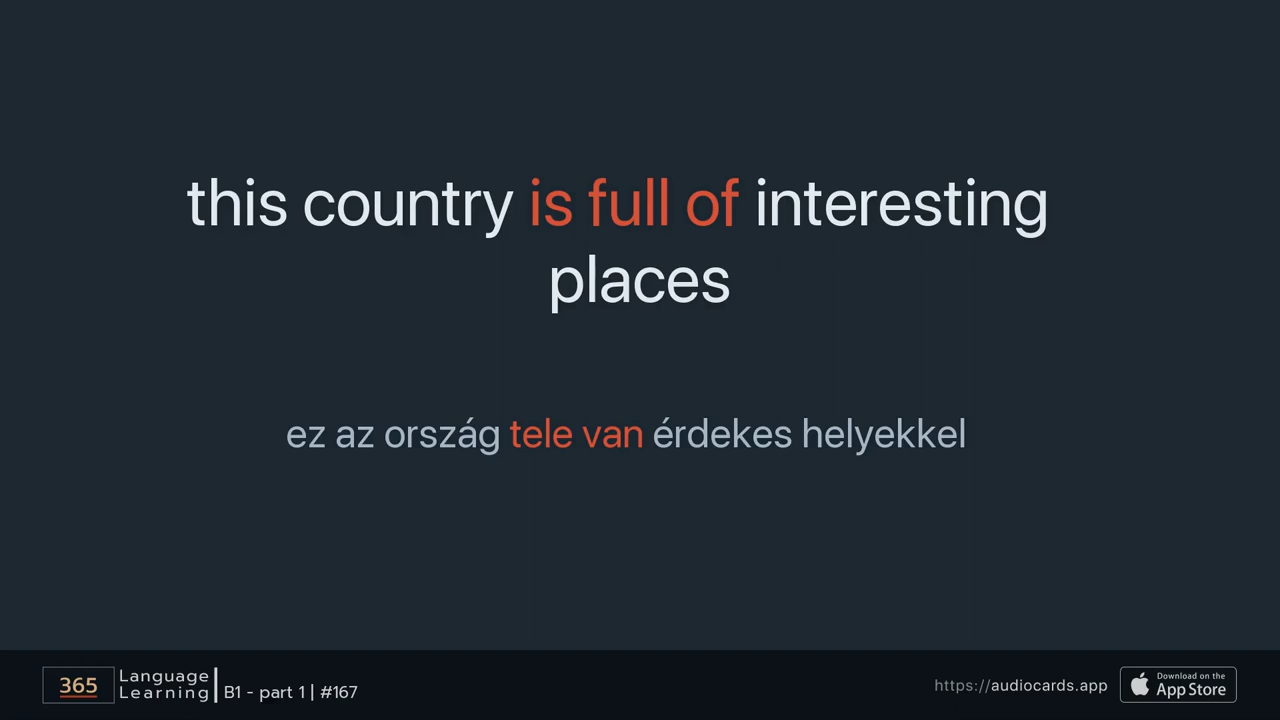 this country is full of interesting
places
ez az ország tele van érdekes helyekkel
365
Language
Learning
B1 - part 1 | #167
https://audiocards.app
Download on the
App Store